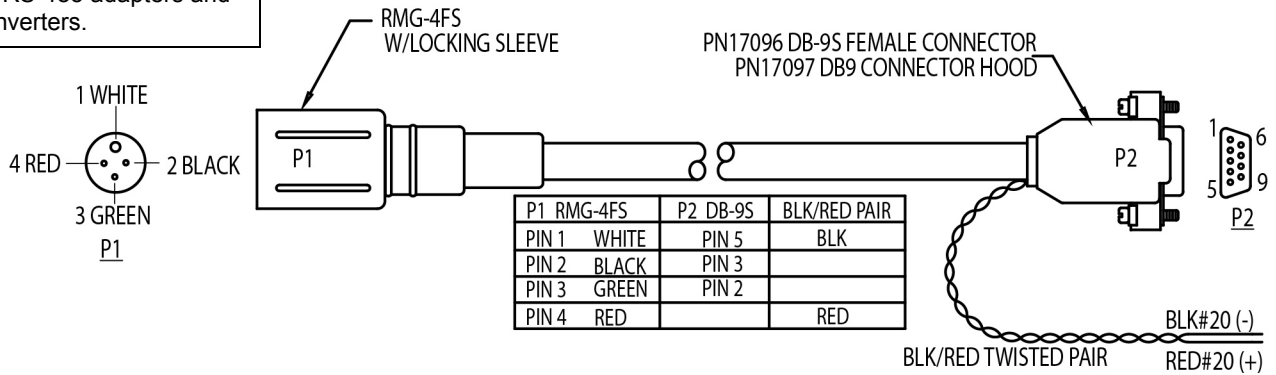 RS-485 adaptors and
nverters.
RMG-4FS
W/LOCKING SLEEVE
PN17096 DB-9S FEMALE CONNECTOR
PN17097 DB9 CONNECTOR HOOD
1 WHITE
4 RED
2 BLACK
3 GREEN
P1
P1
P2
1
6
5
9
P2
P1 RMG-4FS P2 DB-9S BLK/RED PAIR
PIN 1 WHITE PIN 5 BLK
PIN 2 BLACK PIN 3
PIN 3 GREEN PIN 2
PIN 4 RED RED
BLK/RED TWISTED PAIR
BLK#20 (-)
RED#20 (+)